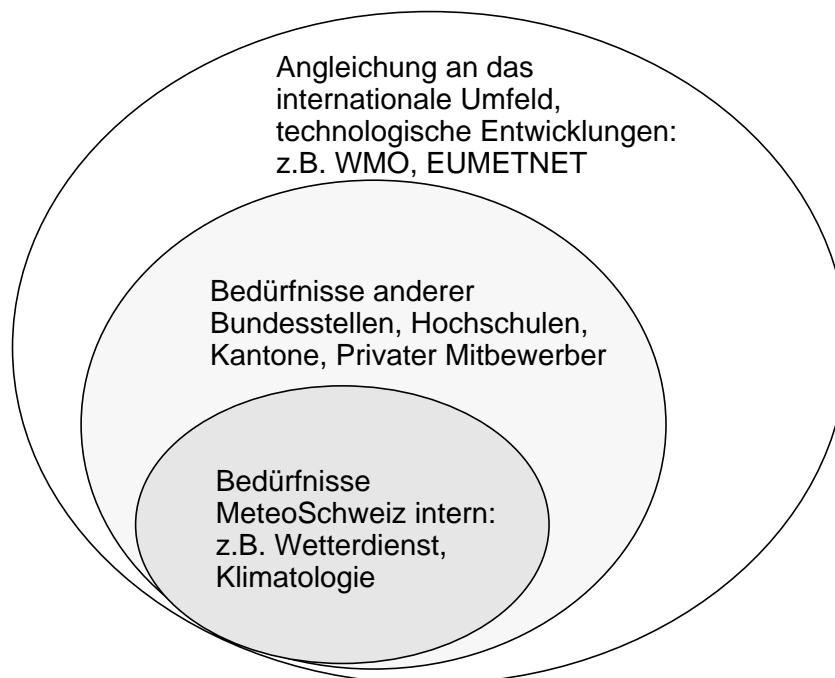 Angleichung an das
internationale Umfeld,
technologische Entwicklungen:
z.B. WMO, EUMETNET
Bedürfnisse anderer
Bundesstellen, Hochschulen,
Kantone, Privater Mitbewerber
Bedürfnisse
MeteoSchweiz intern:
z.B. Wetterdienst,
Klimatologie